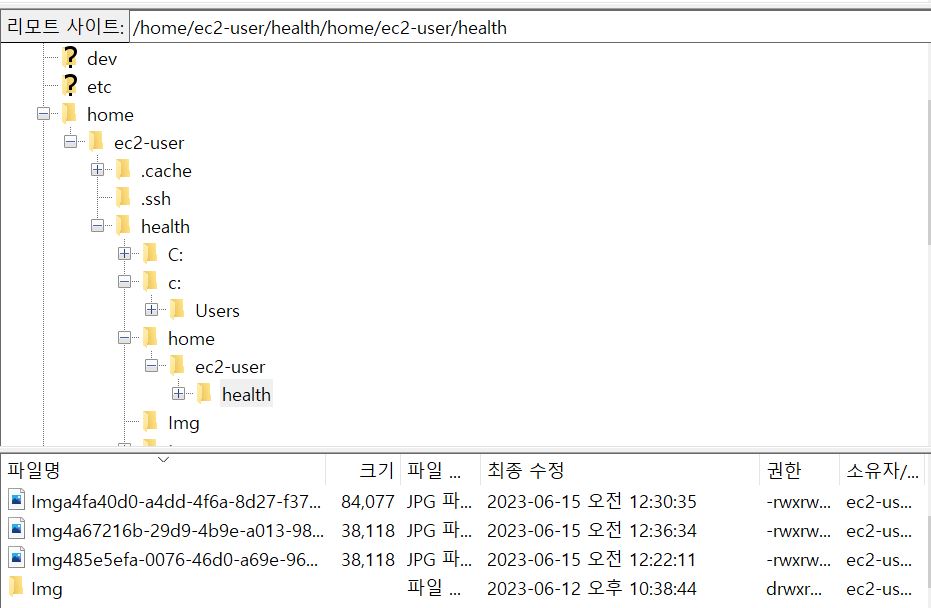 리모트 사이트: /home/ec2-user/health/home/ec2-user/health
dev
etc
home
ec2-user
.cache
.ssh
health
C:
c:
Users
home
ec2-user
health
Img
파일명 크기 파일 ... 최종 수정 권한 소유자/...
Imga4fa40d0-a4dd-4f6a-8d27-f37... 84,077 JPG 파... 2023-06-15 오전 12:30:35 -rwxrw... ec2-us...
Img4a67216b-29d9-4b9e-a013-98... 38,118 JPG 파... 2023-06-15 오전 12:36:34 -rwxrw... ec2-us...
Img485e5efa-0076-46d0-a69e-96... 38,118 JPG 파... 2023-06-15 오전 12:22:11 -rwxrw... ec2-us...
Img 파일 ... 2023-06-12 오후 10:38:44 drwxr... ec2-us...